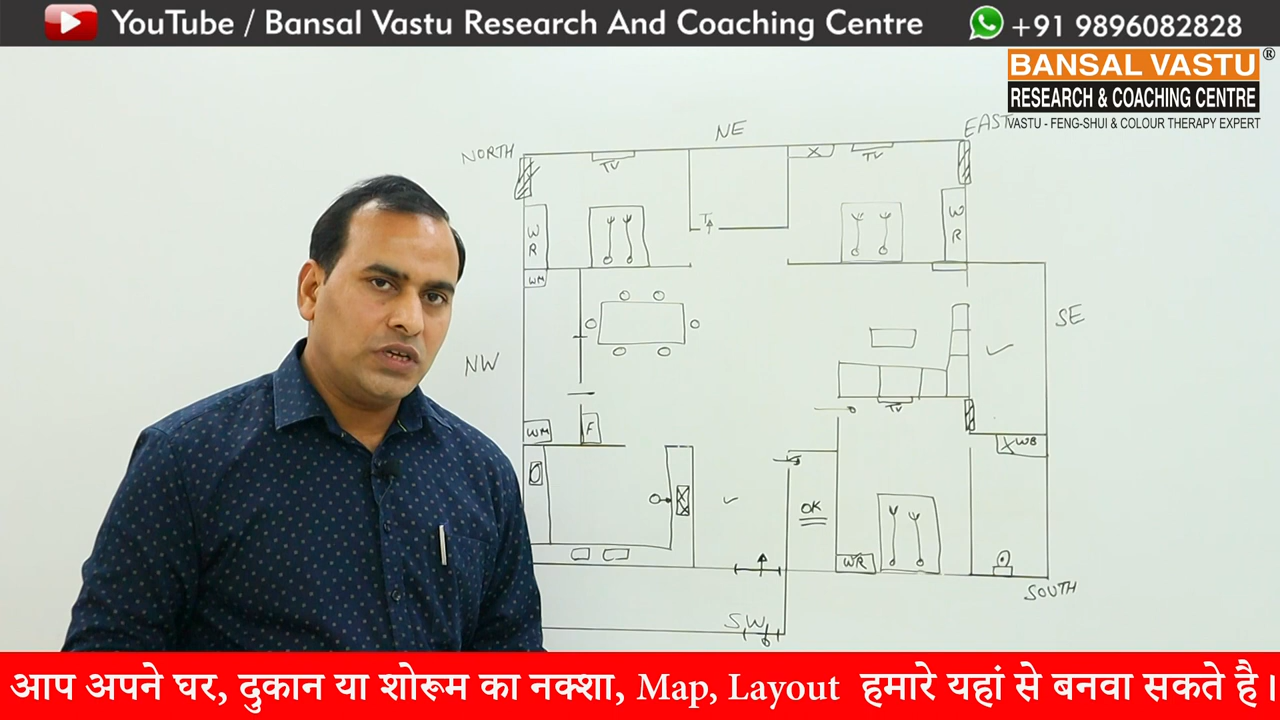 YouTube / Bansal Vastu Research And Coaching Centre
+91 9896082828
BANSAL VASTU®
RESEARCH & COACHING CENTRE
VASTU - FENG-SHUI & COLOUR THERAPY EXPERT
NE
EAST
NORTH
TV
X
TV
T
WR
WR
WM
SE
NW
TV
WM
F
X WB
OK
WR
SOUTH
SW
आप अपने घर, दुकान या शोरूम का नक्शा, Map, Layout हमारे यहां से बनवा सकते है।